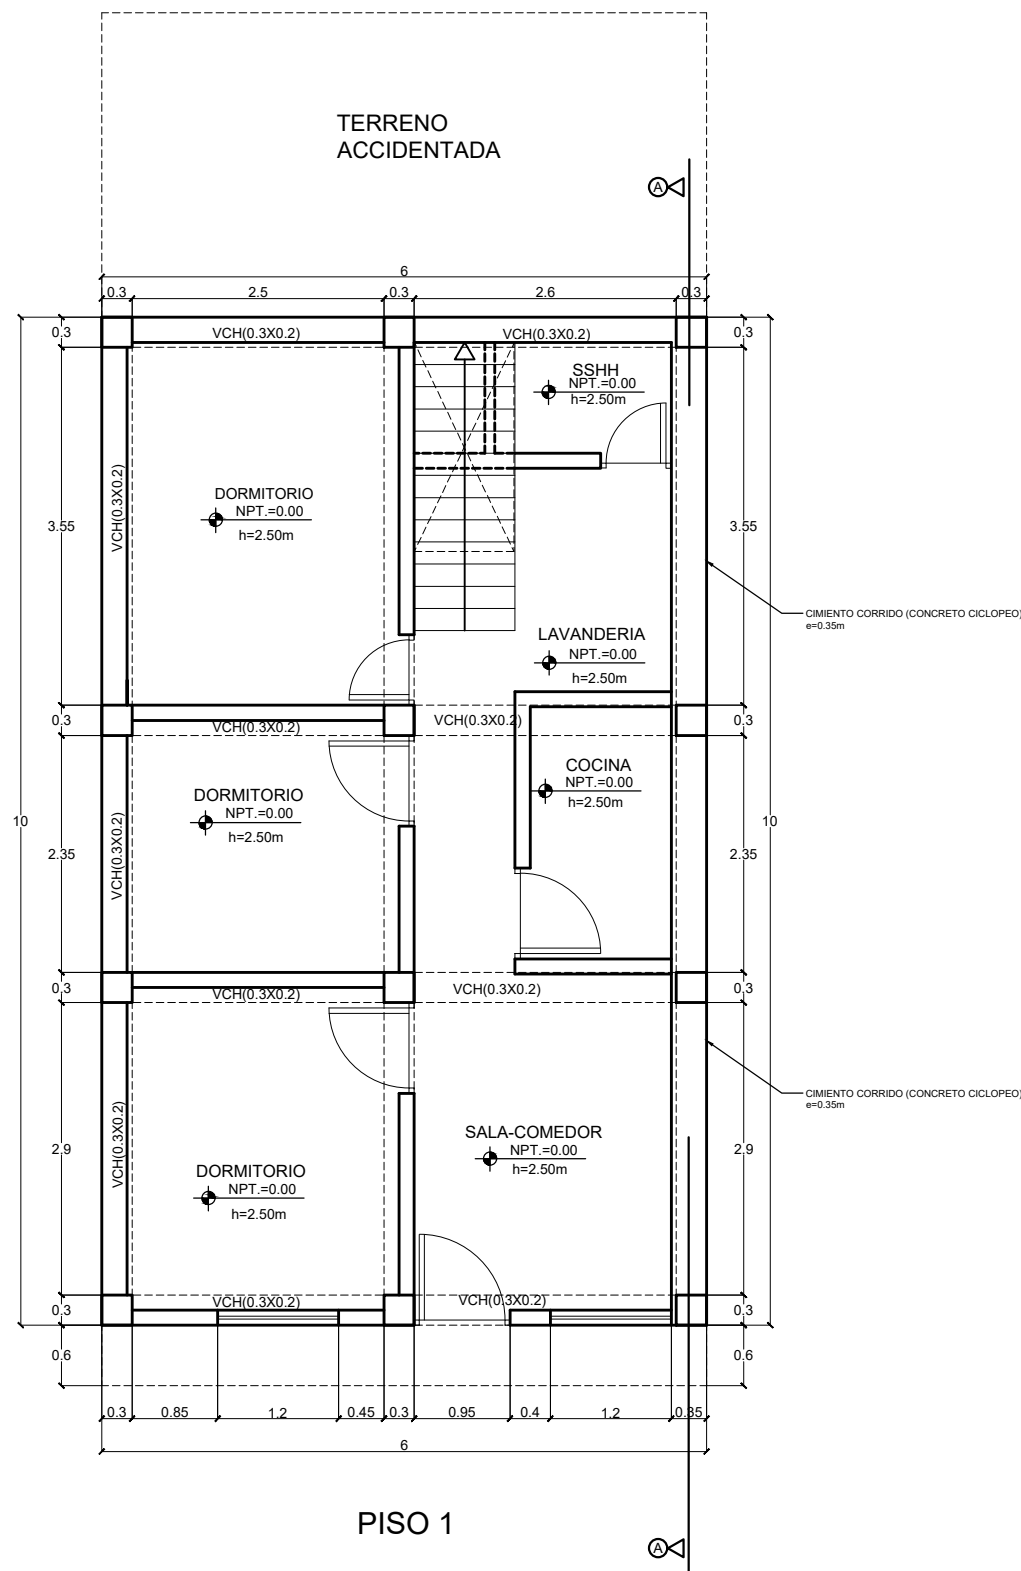 TERRENO
ACCIDENTADA
A
6
0.3 2.5 0.3 2.6 0.3
0.3 VCH(0.3X0.2) VCH(0.3X0.2) 0.3
SSHH
NPT.=0.00
h=2.50m
VCH(0.3X0.2)
DORMITORIO
NPT.=0.00
h=2.50m
3.55 3.55
CIMIENTO CORRIDO (CONCRETO CICLOPEO)
e=0.35m
LAVANDERIA
NPT.=0.00
h=2.50m
0.3 VCH(0.3X0.2) VCH(0.3X0.2) 0.3
COCINA
NPT.=0.00
h=2.50m
DORMITORIO
NPT.=0.00
h=2.50m
10 10
VCH(0.3X0.2)
2.35 2.35
0.3 VCH(0.3X0.2) VCH(0.3X0.2) 0.3
CIMIENTO CORRIDO (CONCRETO CICLOPEO)
e=0.35m
VCH(0.3X0.2)
2.9 2.9
SALA-COMEDOR
NPT.=0.00
h=2.50m
DORMITORIO
NPT.=0.00
h=2.50m
0.3 VCH(0.3X0.2) VCH(0.3X0.2) 0.3
0.6 0.6
0.3 0.85 1.2 0.45 0.3 0.95 0.4 1.2 0.35
6
PISO 1
A